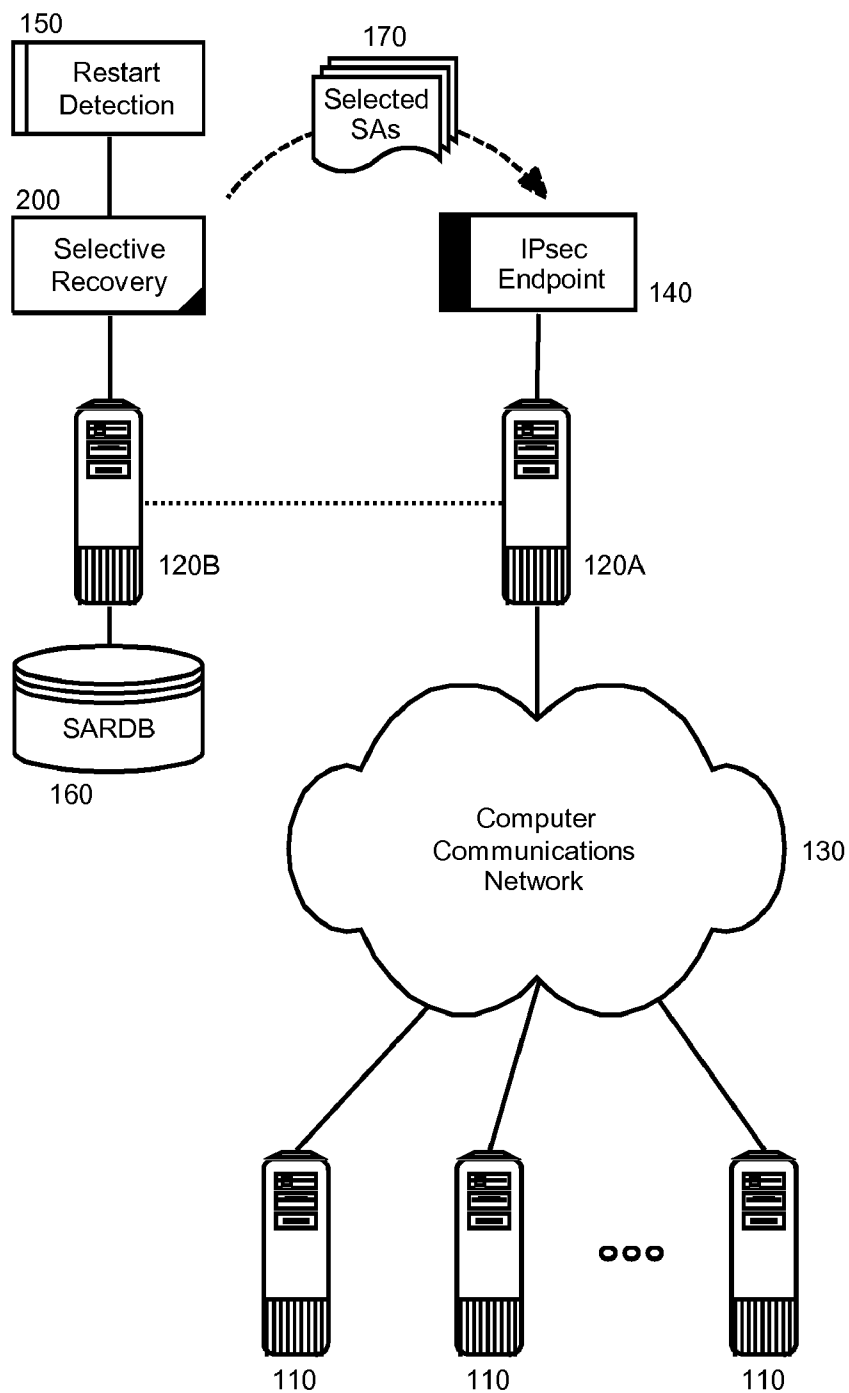 150
170
Restart
Detection
Selected
SAs
200
Selective
Recovery
IPsec
Endpoint
140
120B
120A
SARDB
160
Computer
Communications
Network
130
110
110
110